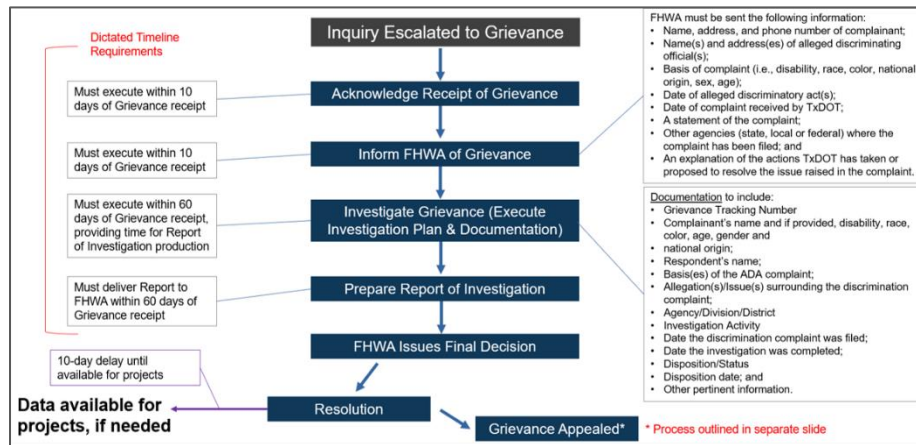 Dictated Timeline
Requirements
Inquiry Escalated to Grievance
Must execute within 10
days of Grievance receipt
Acknowledge Receipt of Grievance
Must execute within 10
days of Grievance receipt
Inform FHWA of Grievance
Must execute within 60
days of Grievance receipt,
providing time for Report
of Investigation production
Investigate Grievance (Execute
Investigation Plan & Documentation)
Must deliver Report to
FHWA within 60 days of
Grievance receipt
Prepare Report of Investigation
FHWA Issues Final Decision
10-day delay until
available for projects
Data available for
projects, if needed
Resolution
Grievance Appealed*
* Process outlined in separate slide
FHWA must be sent the following information:
• Name, address, and phone number of complainant;
• Name(s) and address(es) of alleged discriminating
official(s);
• Basis of complaint (i.e., disability, race, color, national
origin, sex, age);
• Date of alleged discriminatory act(s);
• Date of complaint received by TxDOT;
• A statement of the complaint;
• Other agencies (state, local or federal) where the
complaint has been filed; and
• An explanation of the actions TxDOT has taken or
proposed to resolve the issue raised in the complaint.
Documentation to include:
• Grievance Tracking Number
• Complainant's name and if provided, disability, race,
color, age, gender and
• national origin;
• Respondent's name;
• Basis(es) of the ADA complaint;
• Allegation(s)/Issue(s) surrounding the discrimination
complaint;
• Agency/Division/District
• Investigation Activity
• Date the discrimination complaint was filed;
• Date the investigation was completed;
• Disposition/Status
• Disposition date; and
• Other pertinent information.